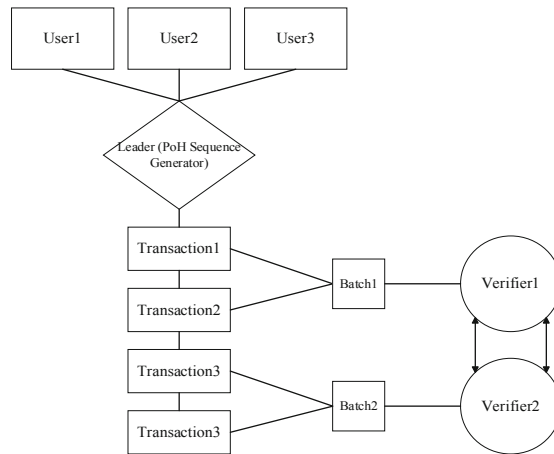 User1
User2
User3
Leader (PoH Sequence
Generator)
Transaction1
Transaction2
Transaction3
Transaction3
Batch1
Batch2
Verifier1
Verifier2